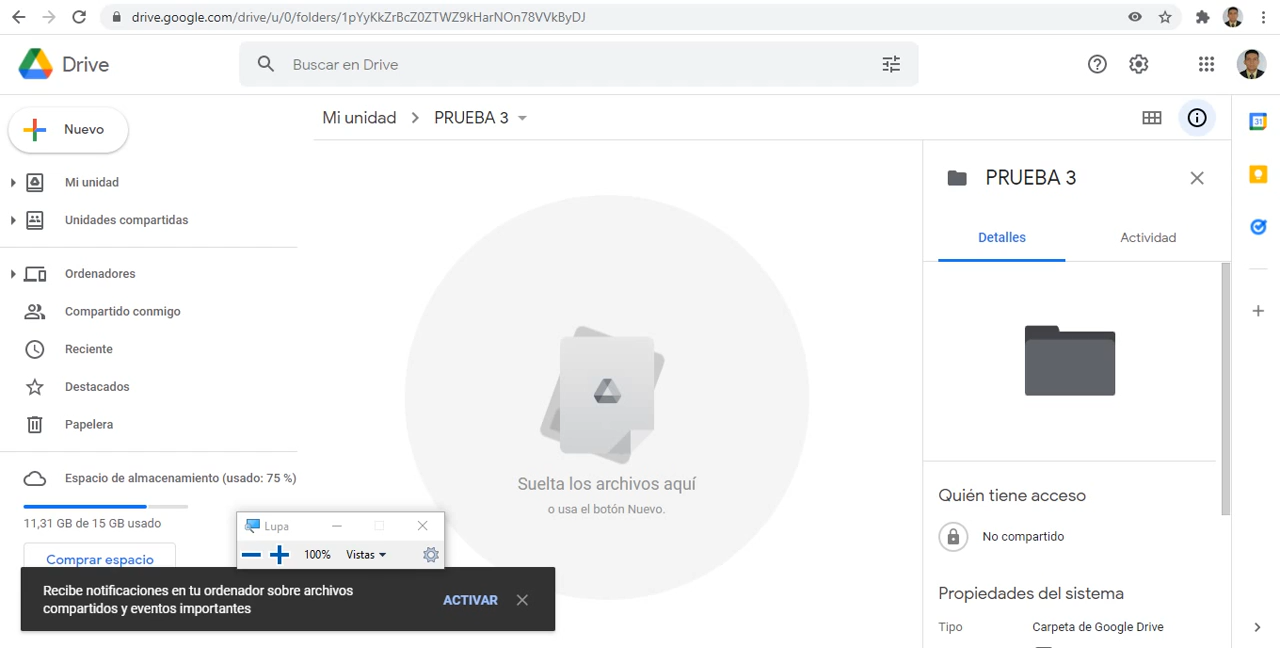 drive.google.com/drive/u/0/folders/1pYyKkZrBcZ0ZTWZ9kHarNOn78VVkByDJ
Drive
Buscar en Drive
Nuevo
Mi unidad
Unidades compartidas
Ordenadores
Compartido conmigo
Reciente
Destacados
Papelera
Espacio de almacenamiento (usado: 75 %)
11,31 GB de 15 GB usado
Comprar espacio
Mi unidad > PRUEBA 3
Suelta los archivos aquí
o usa el botón Nuevo.
Lupa
100% Vistas
Recibe notificaciones en tu ordenador sobre archivos
compartidos y eventos importantes
ACTIVAR
PRUEBA 3
Detalles Actividad
Quién tiene acceso
No compartido
Propiedades del sistema
Tipo Carpeta de Google Drive
31